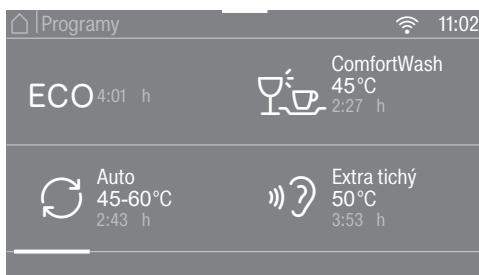 Programy
11:02
ECO 4:01 h
ComfortWash
45°C
2:27 h
Auto
45-60°C
2:43 h
Extra tichý
50°C
3:53 h